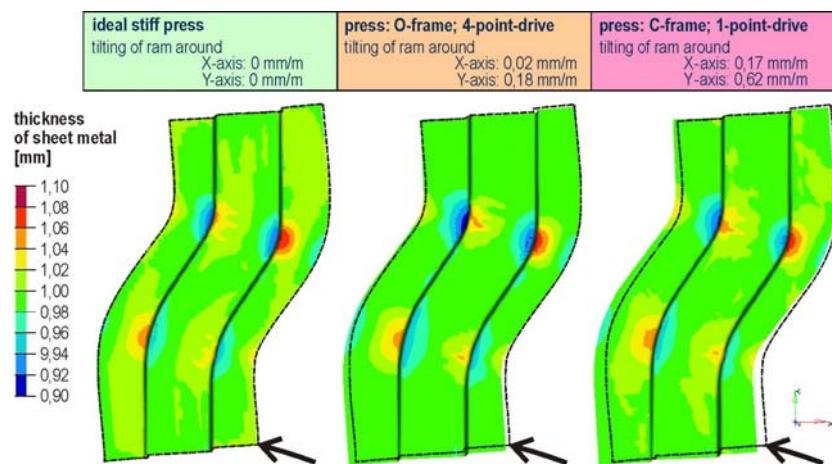 ideal stiff press
tilting of ram around
X-axis: 0 mm/m
Y-axis: 0 mm/m
press: O-frame; 4-point-drive
tilting of ram around
X-axis: 0,02 mm/m
Y-axis: 0,18 mm/m
press: C-frame; 1-point-drive
tilting of ram around
X-axis: 0,17 mm/m
Y-axis: 0,62 mm/m
thickness
of sheet metal
[mm]
1,10
1,08
1,06
1,04
1,02
1,00
0,98
0,96
9,94
0,92
0,90